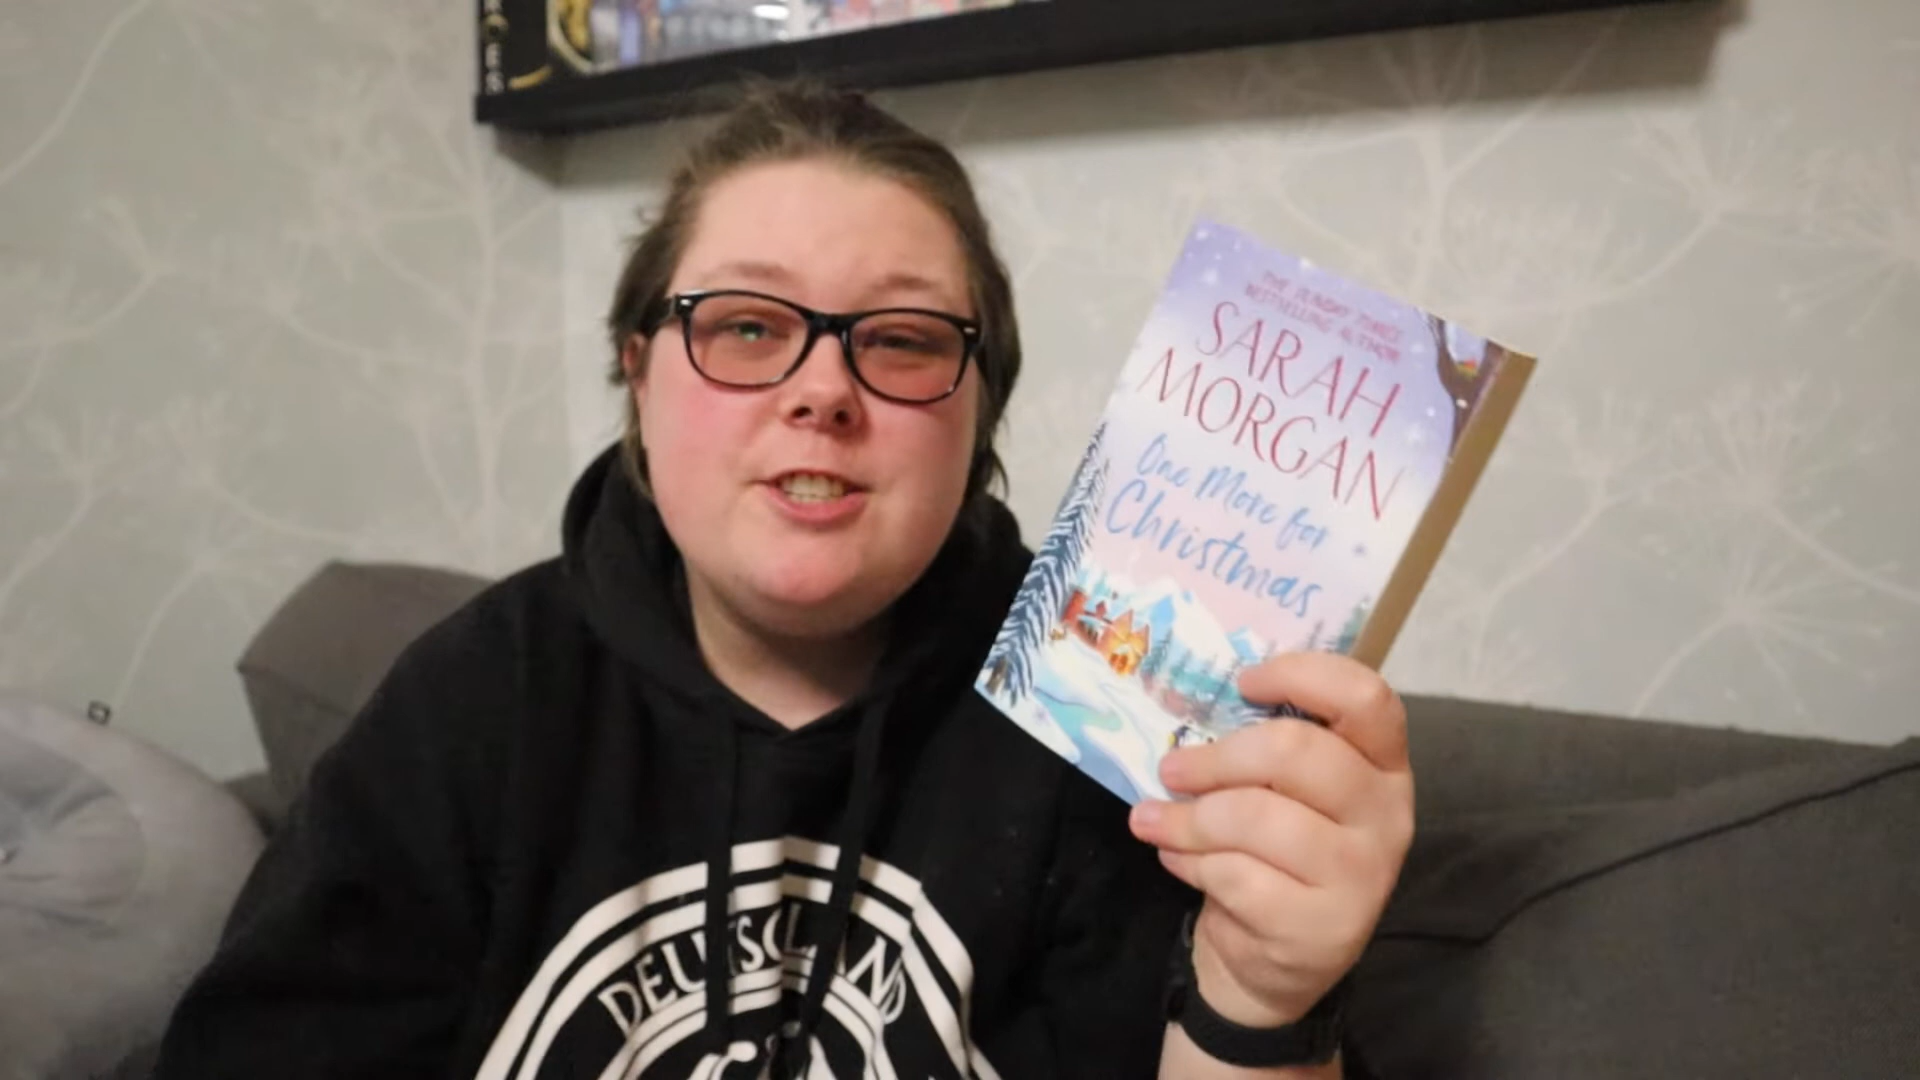 THE SUNDAY TIMES
BESTSELLING AUTHOR
SARAH
MORGAN
One More for
Christmas
DEUTSCHLAND